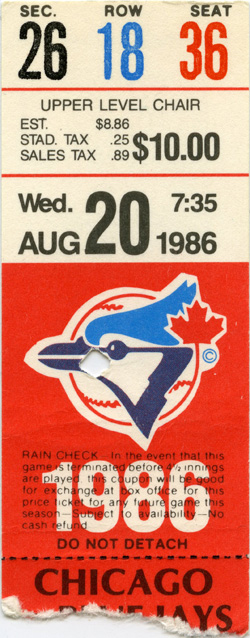 SEC. ROW SEAT
26 18 36
UPPER LEVEL CHAIR
EST. $8.86
STAD. TAX .25
SALES TAX .89 $10.00
Wed. 20 7:35
AUG 1986
©
RAIN CHECK — In the event that this
game is terminated before 4½ innings
are played, this coupon will be good
for exchange at box office for this
price ticket for any future game this
season—Subject to availability—No
cash refund.
1986
DO NOT DETACH
CHICAGO
BLUE JAYS